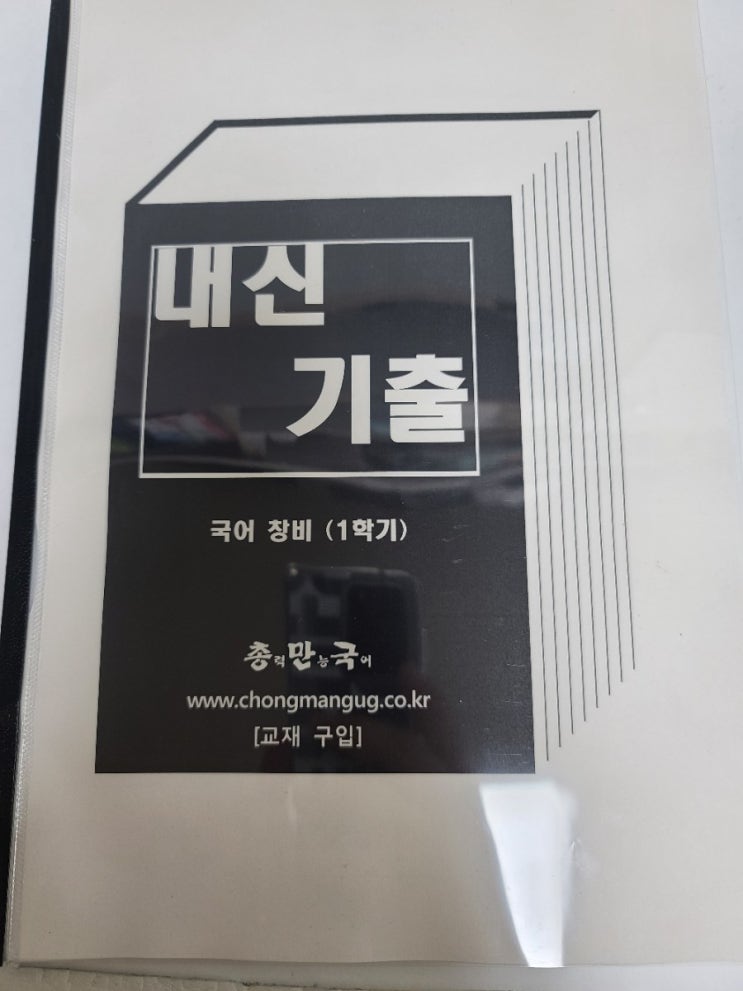 내신
기출
국어 창비 (1학기)
총력만능국어
www.chongmangug.co.kr
[교재 구입]